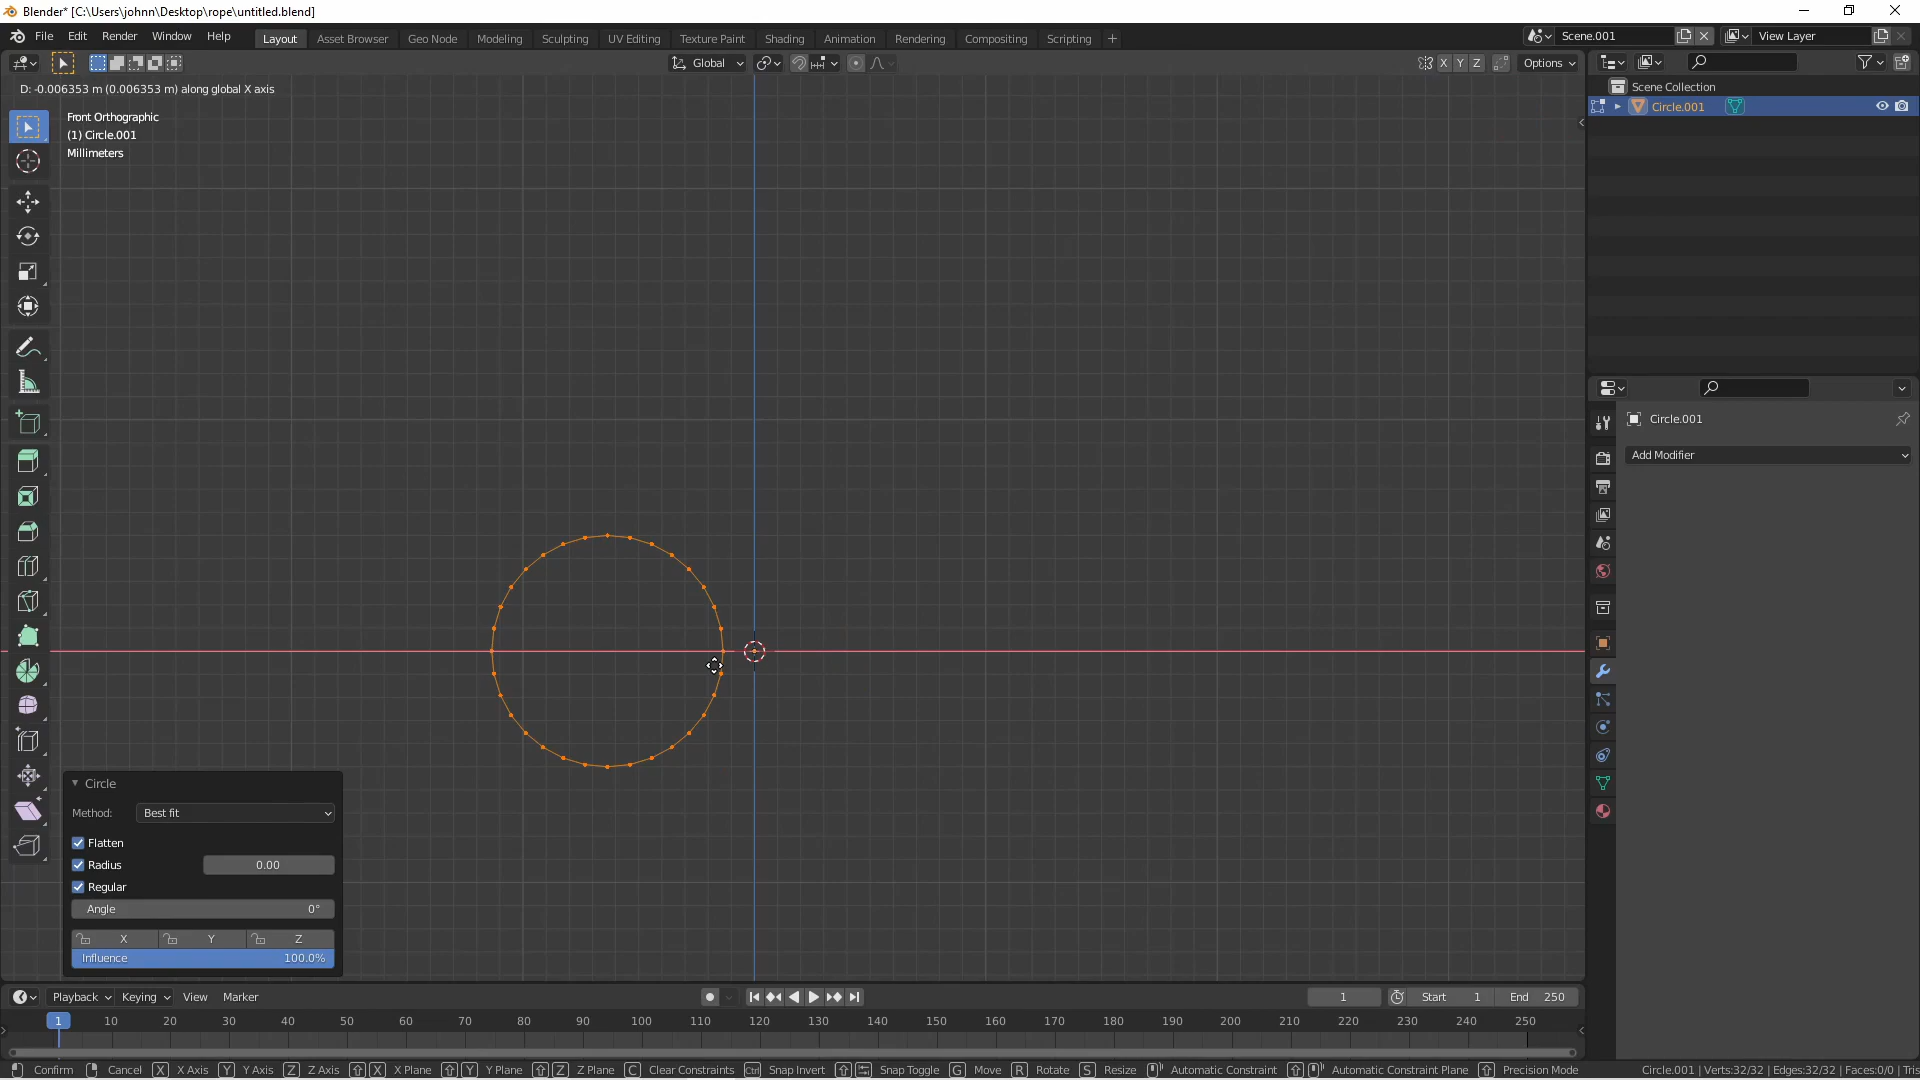 Blender* [C:\Users\johnn\Desktop\rope\untitled.blend]
File Edit Render Window Help Layout Asset Browser Geo Node Modeling Sculpting UV Editing Texture Paint Shading Animation Rendering Compositing Scripting Scene.001 View Layer
Global X Y Z Options
D: -0.006353 m (0.006353 m) along global X axis
Scene Collection
Circle.001
Front Orthographic
(1) Circle.001
Millimeters
Circle.001
Add Modifier
Circle
Method: Best fit
Flatten
Radius 0.00
Regular
Angle 0°
X Y Z
Influence 100.0%
Playback Keying View Marker 1 Start 1 End 250
1 10 20 30 40 50 60 70 80 90 100 110 120 130 140 150 160 170 180 190 200 210 220 230 240 250
Confirm Cancel X X Axis Y Y Axis Z Z Axis X X Plane Y Y Plane Z Z Plane C Clear Constraints Ctrl Snap Invert Snap Toggle G Move R Rotate S Resize Automatic Constraint Automatic Constraint Plane Precision Mode Circle.001 | Verts:32/32 | Edges:32/32 | Faces:0/0 | Tris